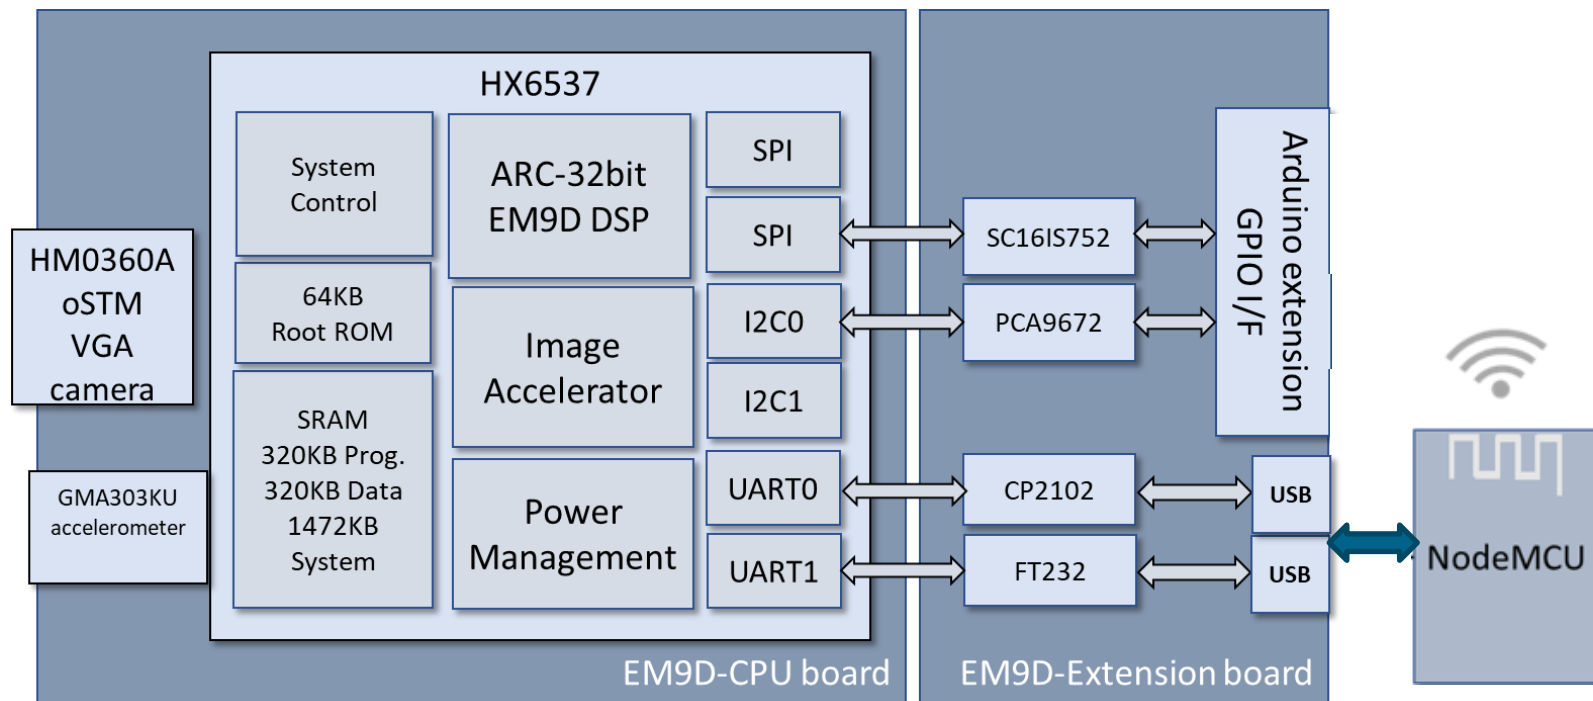 HX6537
System
Control
ARC-32bit
EM9D DSP
SPI
SPI
64KB
Root ROM
Image
Accelerator
I2C0
I2C1
SRAM
320KB Prog.
320KB Data
1472KB
System
Power
Management
UART0
UART1
HM0360A
oSTM
VGA
camera
GMA303KU
accelerometer
EM9D-CPU board
SC16IS752
PCA9672
CP2102
FT232
Arduino extension
GPIO I/F
USB
USB
EM9D-Extension board
NodeMCU